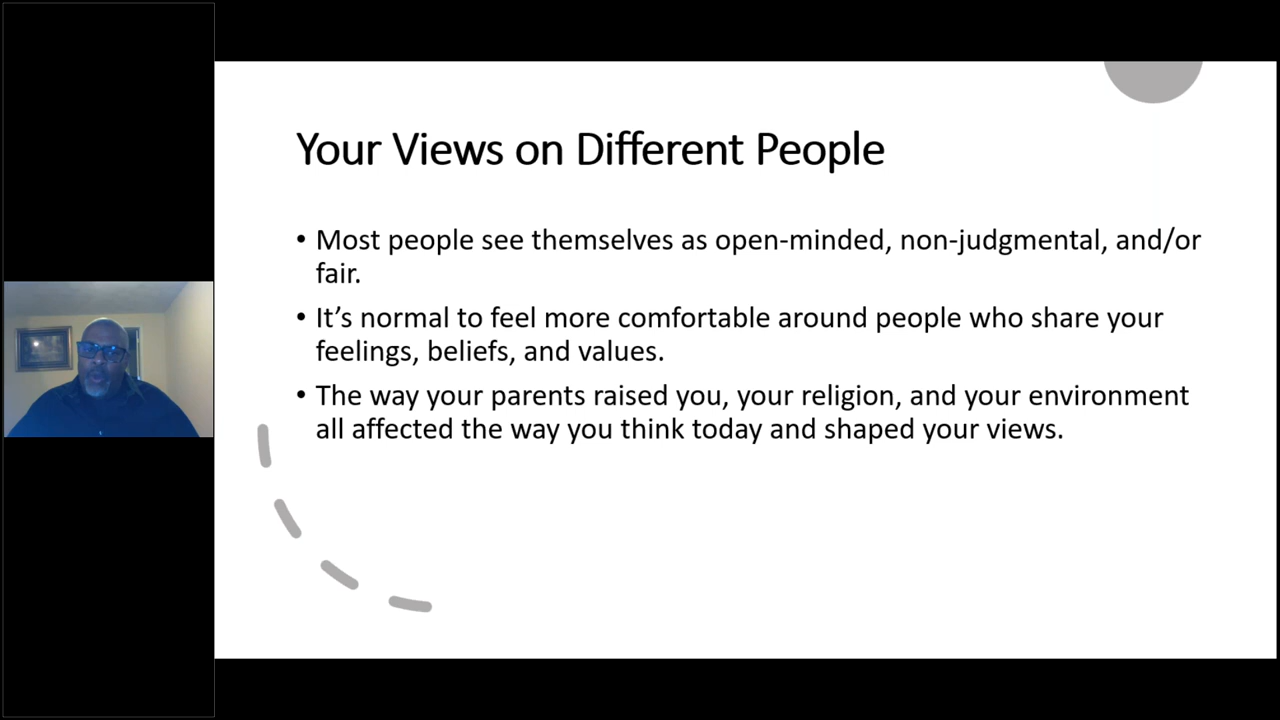 Your Views on Different People
• Most people see themselves as open-minded, non-judgmental, and/or
fair.
• It’s normal to feel more comfortable around people who share your
feelings, beliefs, and values.
• The way your parents raised you, your religion, and your environment
all affected the way you think today and shaped your views.